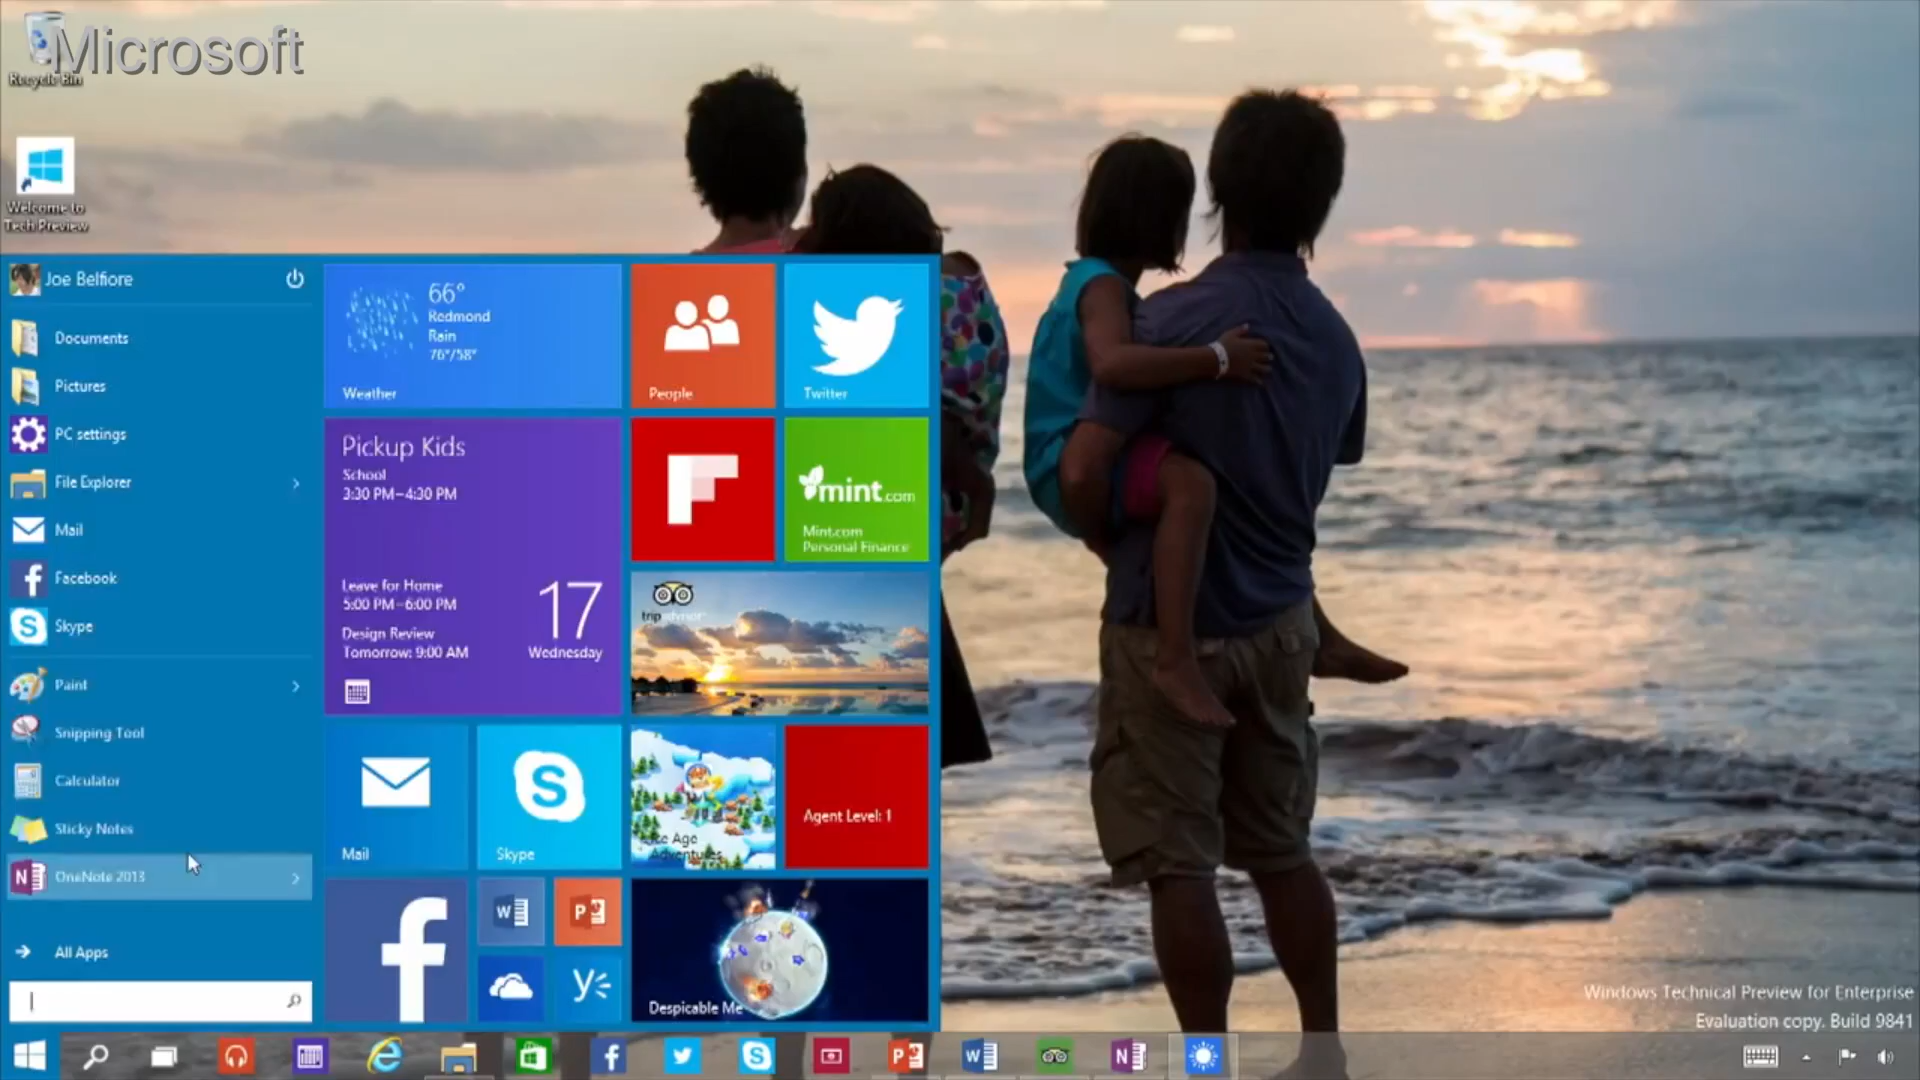 Microsoft
Recycle Bin
Welcome to
Tech Preview
Joe Belfiore
Documents
Pictures
PC settings
File Explorer
Mail
Facebook
Skype
Paint
Snipping Tool
Calculator
Sticky Notes
OneNote 2013
All Apps
66°
Redmond
Rain
76°/58°
Weather
People
Twitter
Pickup Kids
School
3:30 PM–4:30 PM
Leave for Home
5:00 PM–6:00 PM
Design Review
Tomorrow: 9:00 AM
17
Wednesday
mint.com
Mint.com
Personal Finance
tripadvisor
Mail
Skype
Ice Age
Adventures
Agent Level: 1
Despicable Me
Windows Technical Preview for Enterprise
Evaluation copy. Build 9841